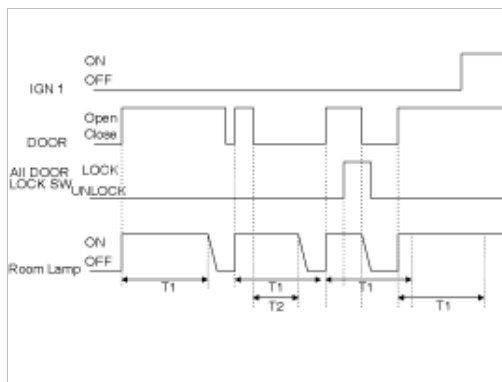 ON
OFF
IGN 1
Open
Close
DOOR
All DOOR
LOCK SW
LOCK
UNLOCK
ON
OFF
Room Lamp
T1
T1
T1
T2
T1